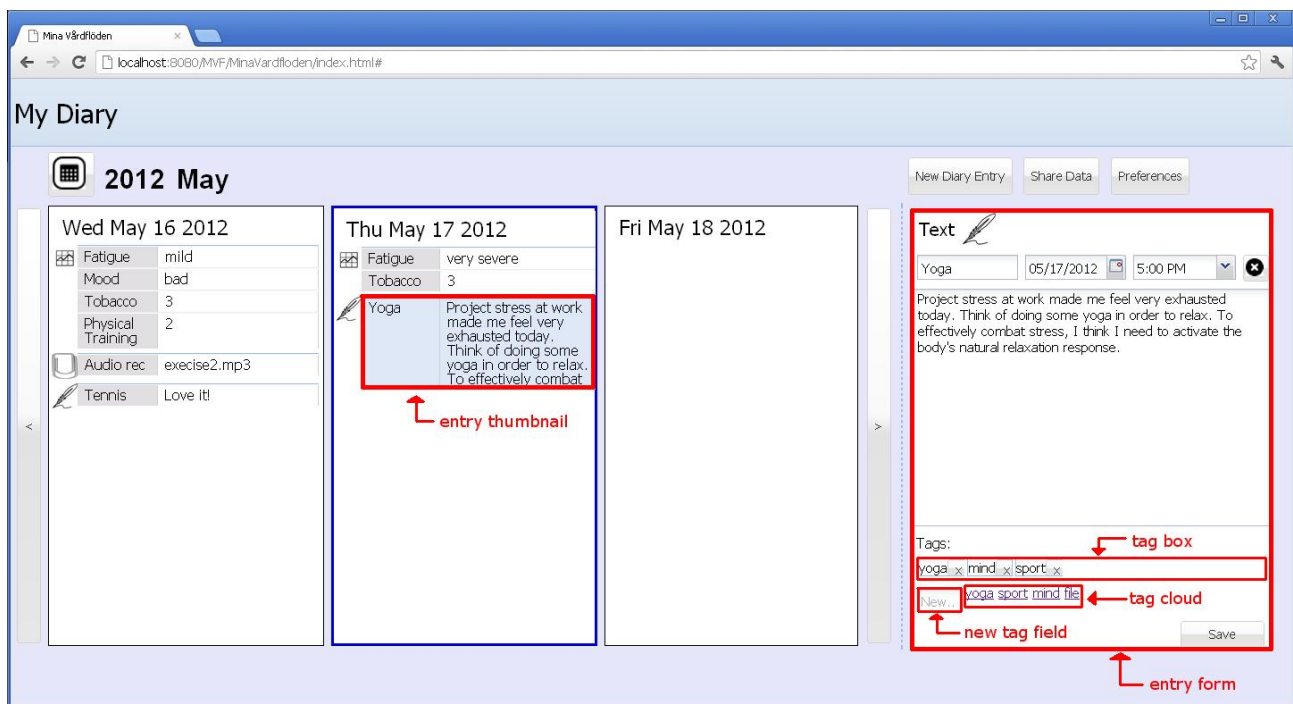 Mina Vårdflöden
localhost:8080/MVF/MinaVardfloden/index.html#
My Diary
2012 May
New Diary Entry Share Data Preferences
<
Wed May 16 2012
Fatigue mild
Mood bad
Tobacco 3
Physical
Training 2
Audio rec execise2.mp3
Tennis Love it!
Thu May 17 2012
Fatigue very severe
Tobacco 3
Yoga Project stress at work
made me feel very
exhausted today.
Think of doing some
yoga in order to relax.
To effectively combat
entry thumbnail
Fri May 18 2012
>
Text
Yoga 05/17/2012 5:00 PM
Project stress at work made me feel very exhausted
today. Think of doing some yoga in order to relax. To
effectively combat stress, I think I need to activate the
body's natural relaxation response.
Tags:
tag box
yoga x mind x sport x
New... yoga sport mind file
tag cloud
new tag field
Save
entry form